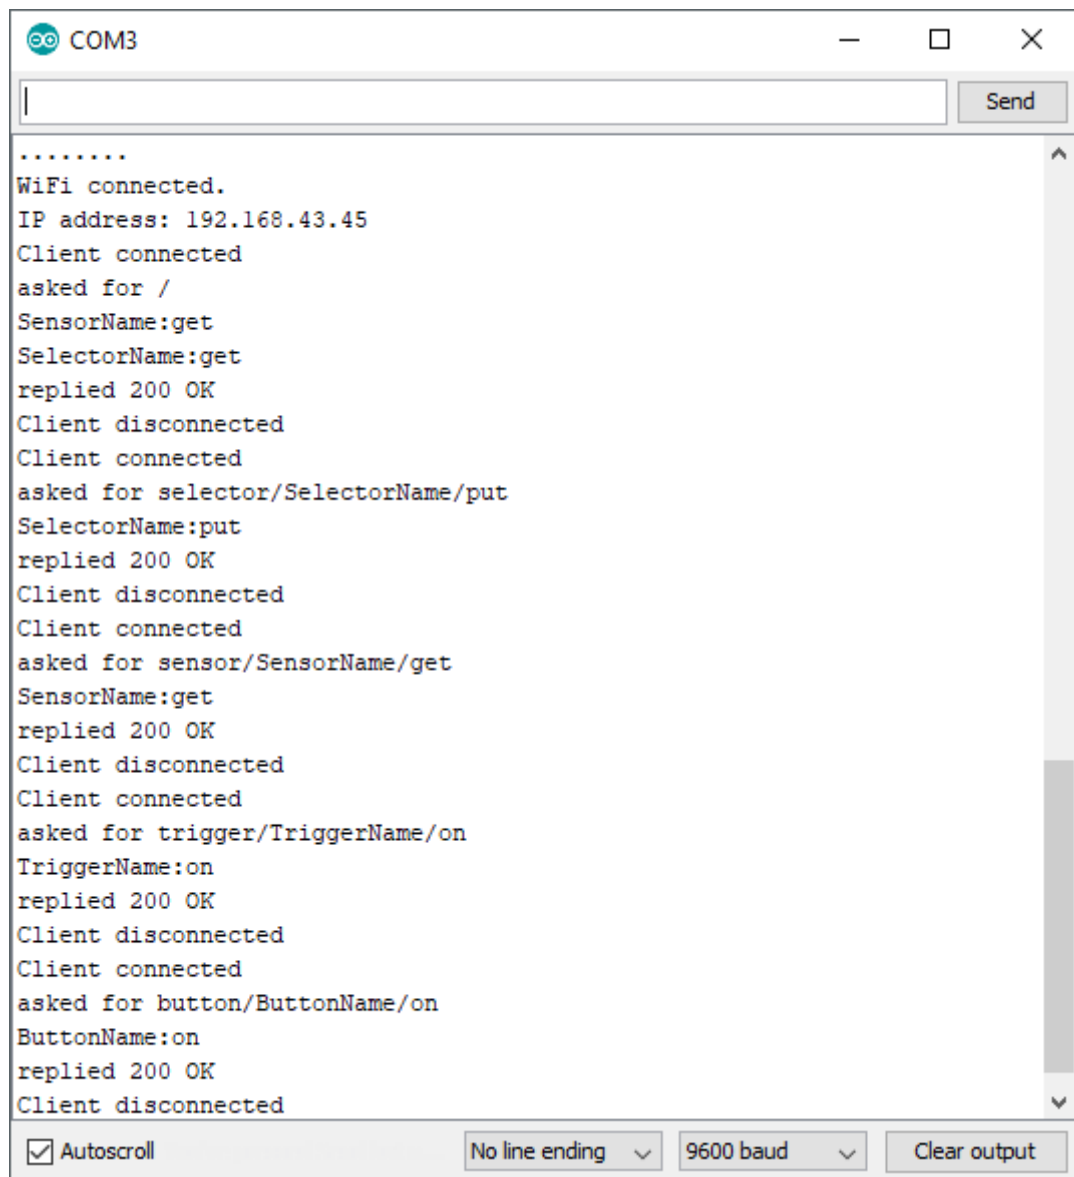 COM3
Send
........
WiFi connected.
IP address: 192.168.43.45
Client connected
asked for /
SensorName:get
SelectorName:get
replied 200 OK
Client disconnected
Client connected
asked for selector/SelectorName/put
SelectorName:put
replied 200 OK
Client disconnected
Client connected
asked for sensor/SensorName/get
SensorName:get
replied 200 OK
Client disconnected
Client connected
asked for trigger/TriggerName/on
TriggerName:on
replied 200 OK
Client disconnected
Client connected
asked for button/ButtonName/on
ButtonName:on
replied 200 OK
Client disconnected
Autoscroll No line ending 9600 baud Clear output